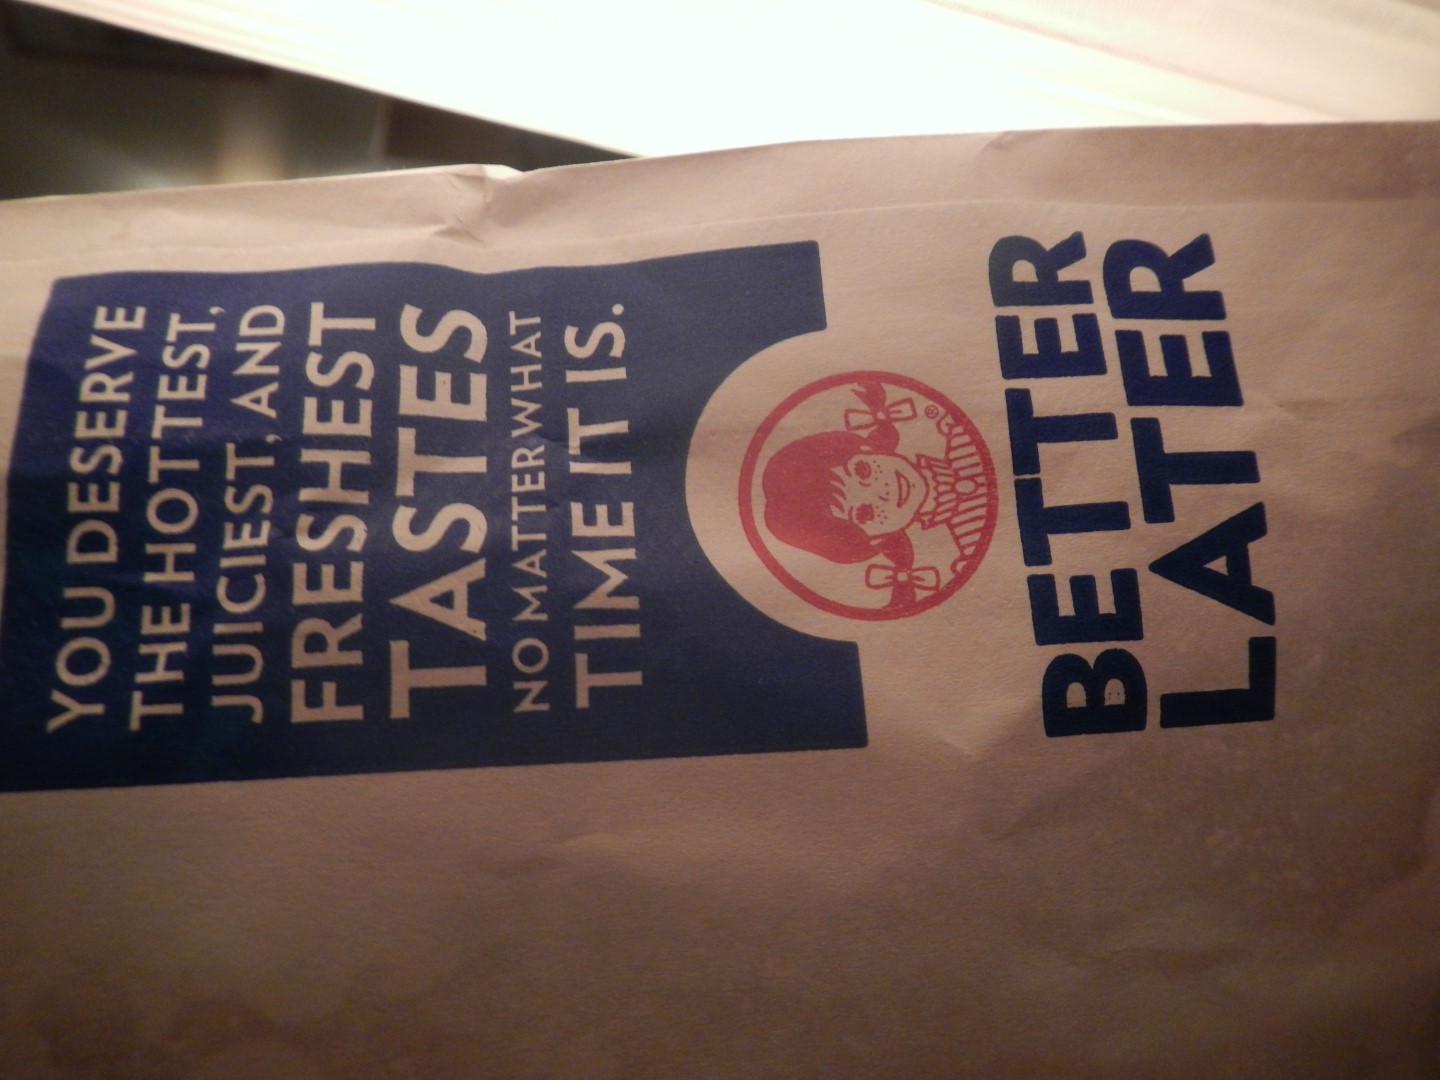 YOU DESERVE
THE HOTTEST,
JUICIEST, AND
FRESHEST
TASTES
NO MATTER WHAT
TIME IT IS.
®
BETTER
LATER